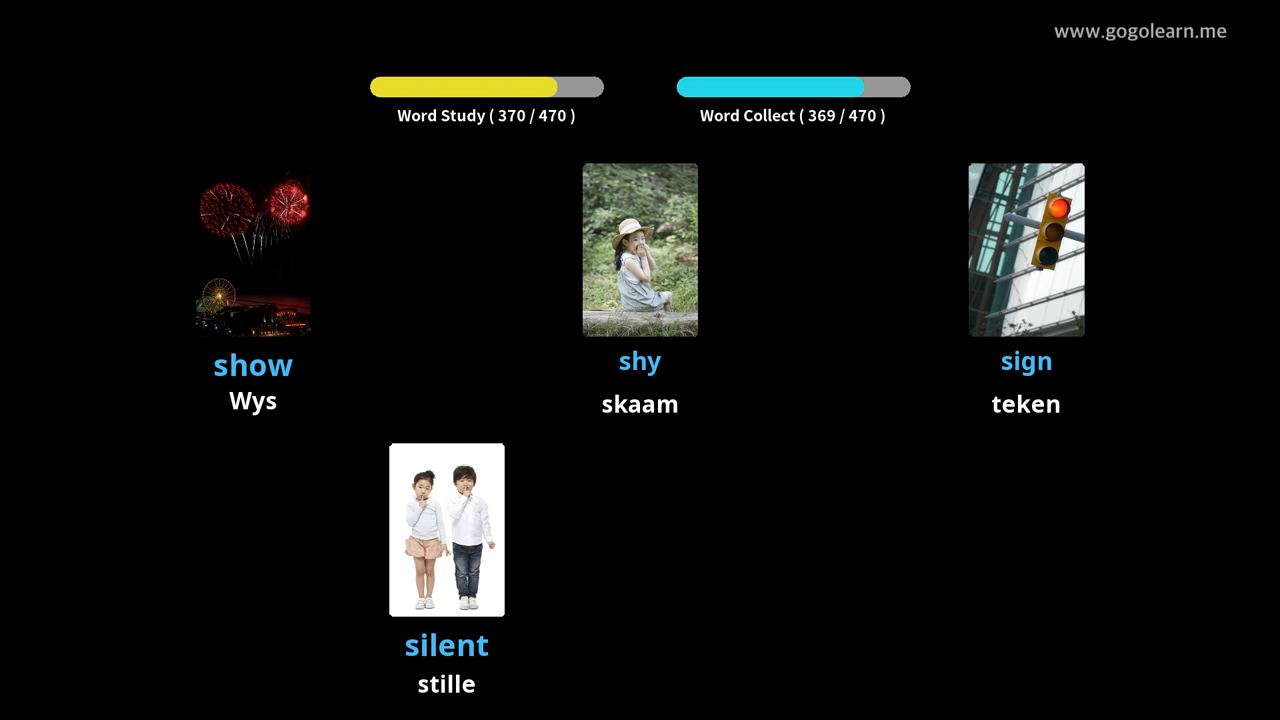 www.gogolearn.me
Word Study ( 370 / 470 )
Word Collect ( 369 / 470 )
show
Wys
shy
skaam
sign
teken
silent
stille